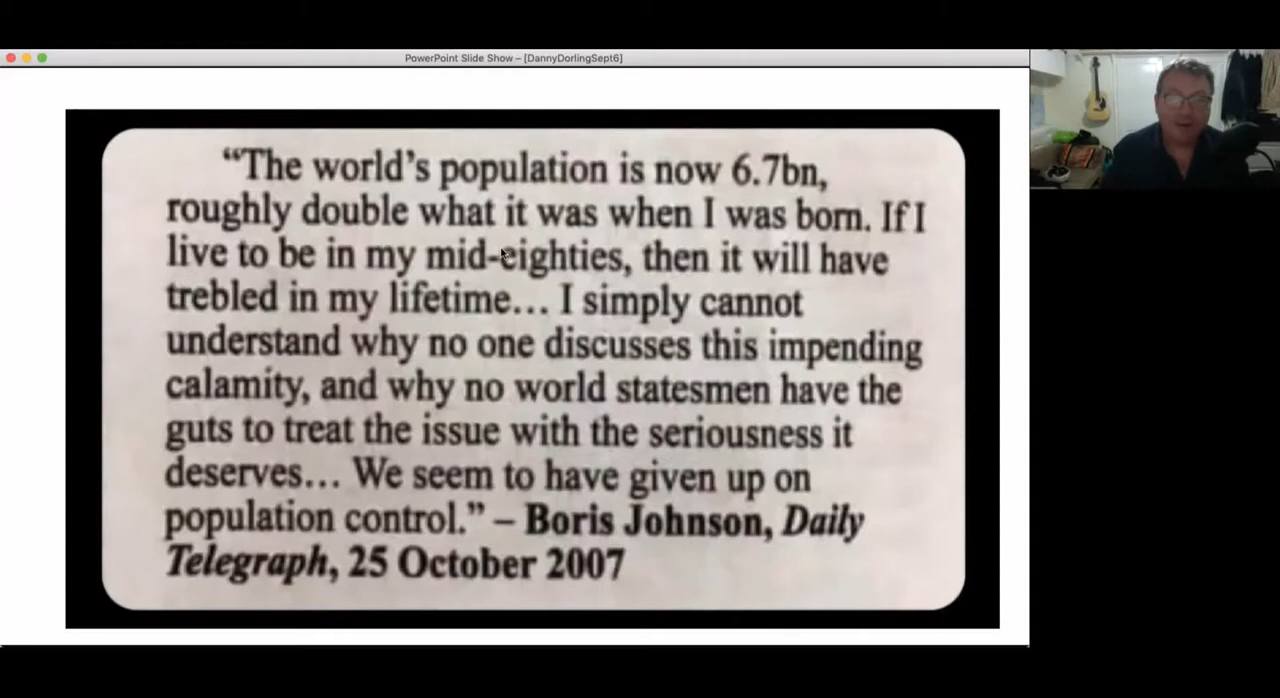 PowerPoint Slide Show – [DannyDorlingSept6]
“The world’s population is now 6.7bn,
roughly double what it was when I was born. If I
live to be in my mid-eighties, then it will have
trebled in my lifetime... I simply cannot
understand why no one discusses this impending
calamity, and why no world statesmen have the
guts to treat the issue with the seriousness it
deserves... We seem to have given up on
population control.” – Boris Johnson, Daily
Telegraph, 25 October 2007